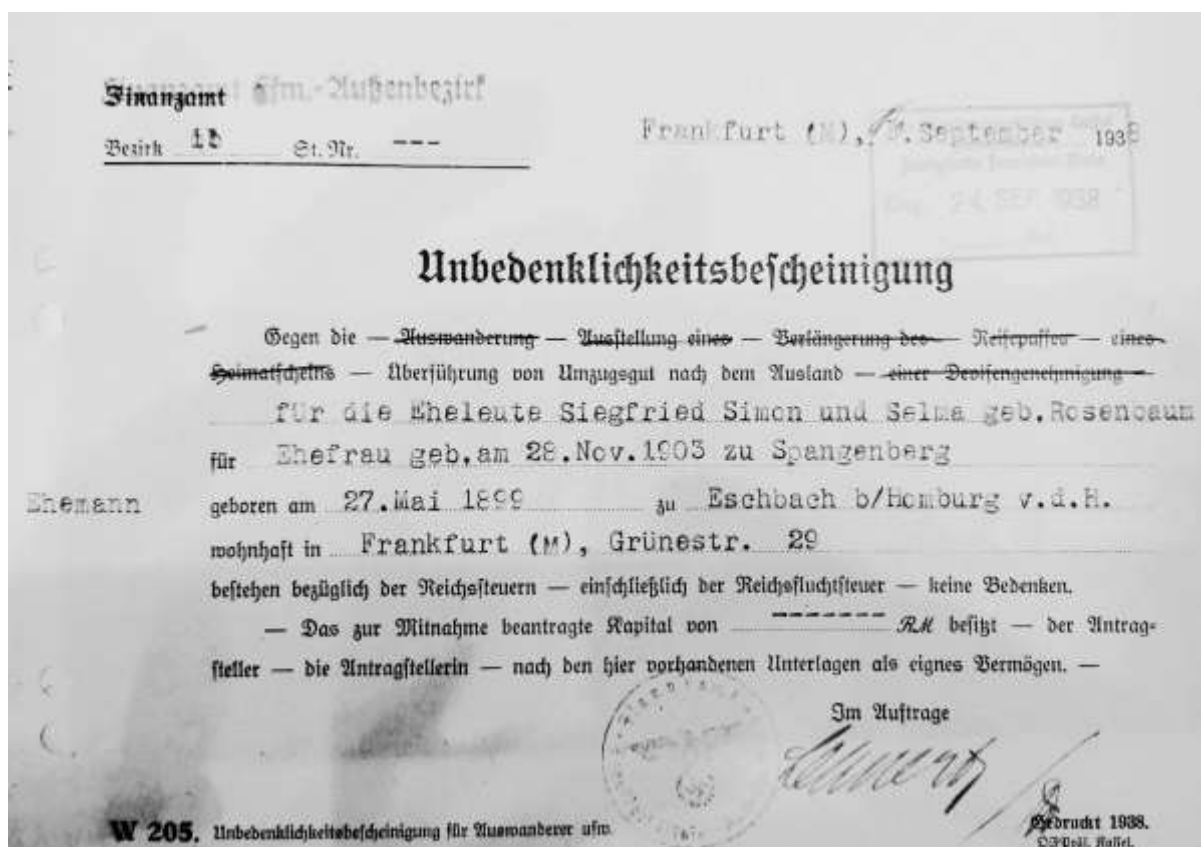 Finanzamt Ffm.-Außenbezirk
Bezirk St. Nr. ---
Frankfurt (M), September 1938
24. SEP. 1938
Unbedenklichkeitsbescheinigung
Gegen die — Auswanderung — Ausstellung eines — Verlängerung des — Reisepasses — eines
Heimatscheins — Überführung von Umzugsgut nach dem Ausland — einer Devisengenehmigung —
für die Eheleute Siegfried Simon und Selma geb.Rosenbaum
für Ehefrau geb.am 28.Nov.1903 zu Spangenberg
Ehemann geboren am 27.Mai 1899 zu Eschbach b/Homburg v.d.H.
wohnhaft in Frankfurt (M), Grünestr. 29
bestehen bezüglich der Reichssteuern — einschließlich der Reichsfluchtsteuer — keine Bedenken.
— Das zur Mitnahme beantragte Kapital von ------- RM besitzt — der Antrag-
steller — die Antragstellerin — nach den hier vorhandenen Unterlagen als eignes Vermögen. —
Im Auftrage
W 205. Unbedenklichkeitsbescheinigung für Auswanderer usw.
Gedruckt 1938.